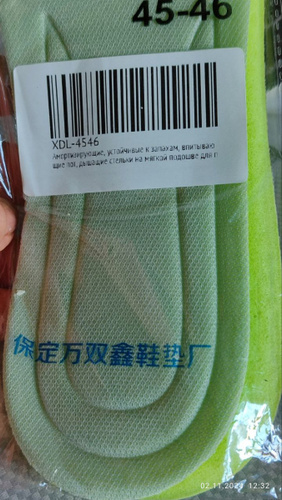 45-46
XDL-4546
Амортизирующие, устойчивые к запахам, впитываю
щие пот, дышащие стельки на мягкой подошве для п
保定万双鑫鞋垫厂
02.11.2023 12:32